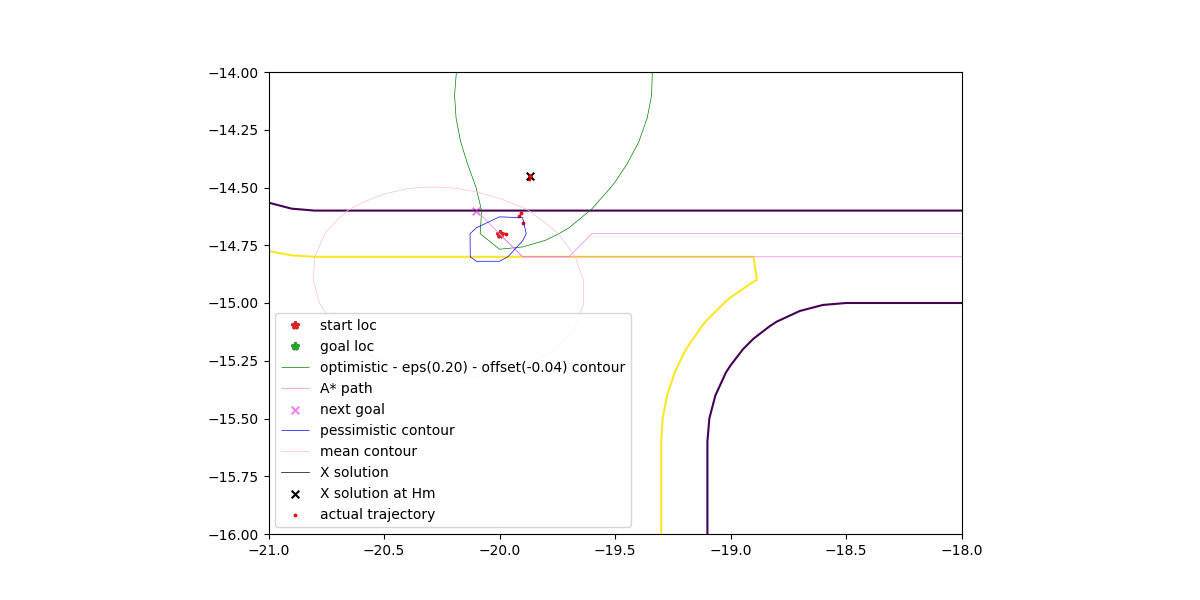 −14.00
−14.25
−14.50
−14.75
−15.00
−15.25
−15.50
−15.75
−16.00
start loc
goal loc
optimistic - eps(0.20) - offset(-0.04) contour
A* path
next goal
pessimistic contour
mean contour
X solution
X solution at Hm
actual trajectory
−21.0 −20.5 −20.0 −19.5 −19.0 −18.5 −18.0